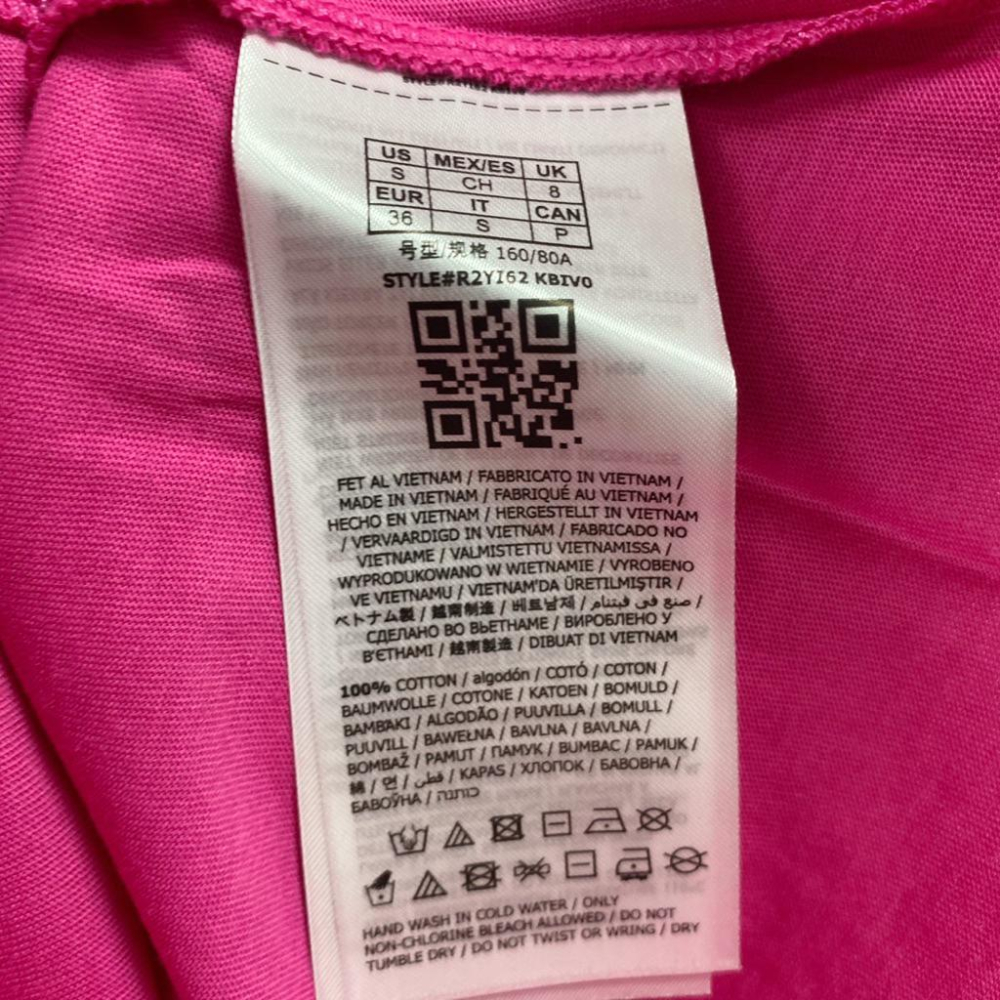 US MEX/ES UK
S CH 8
EUR IT CAN
36 S P
号型/规格 160/80A
STYLE#R2YI62 KBIV0
FET AL VIETNAM / FABBRICATO IN VIETNAM /
MADE IN VIETNAM / FABRIQUÉ AU VIETNAM /
HECHO EN VIETNAM / HERGESTELLT IN VIETNAM
/ VERVAARDIGD IN VIETNAM / FABRICADO NO
VIETNAME / VALMISTETTU VIETNAMISSA /
WYPRODUKOWANO W WIETNAMIE / VYROBENO
VE VIETNAMU / VIETNAM'DA ÜRETILMIŞTIR /
ベトナム製 / 越南制造 / 베트남제 / صنع في فيتنام /
СДЕЛАНО ВО ВЬЕТНАМЕ / ВИРОБЛЕНО У
В'ЄТНАМІ / 越南製造 / DIBUAT DI VIETNAM
100% COTTON / algodón / COTÓ / COTON /
BAUMWOLLE / COTONE / KATOEN / BOMULD /
ΒΑΜΒΑΚΙ / ALGODÃO / PUUVILLA / BOMULL /
PUUVILL / BAWEŁNA / BAVLNA / BAVLNA /
BOMBAŽ / PAMUT / ПАМУК / BUMBAC / PAMUK /
綿 / 면 / قطن / KAPAS / ХЛОПОК / БАВОВНА /
БАВОЎНА / כותנה
HAND WASH IN COLD WATER / ONLY
NON-CHLORINE BLEACH ALLOWED / DO NOT
TUMBLE DRY / DO NOT TWIST OR WRING / DRY